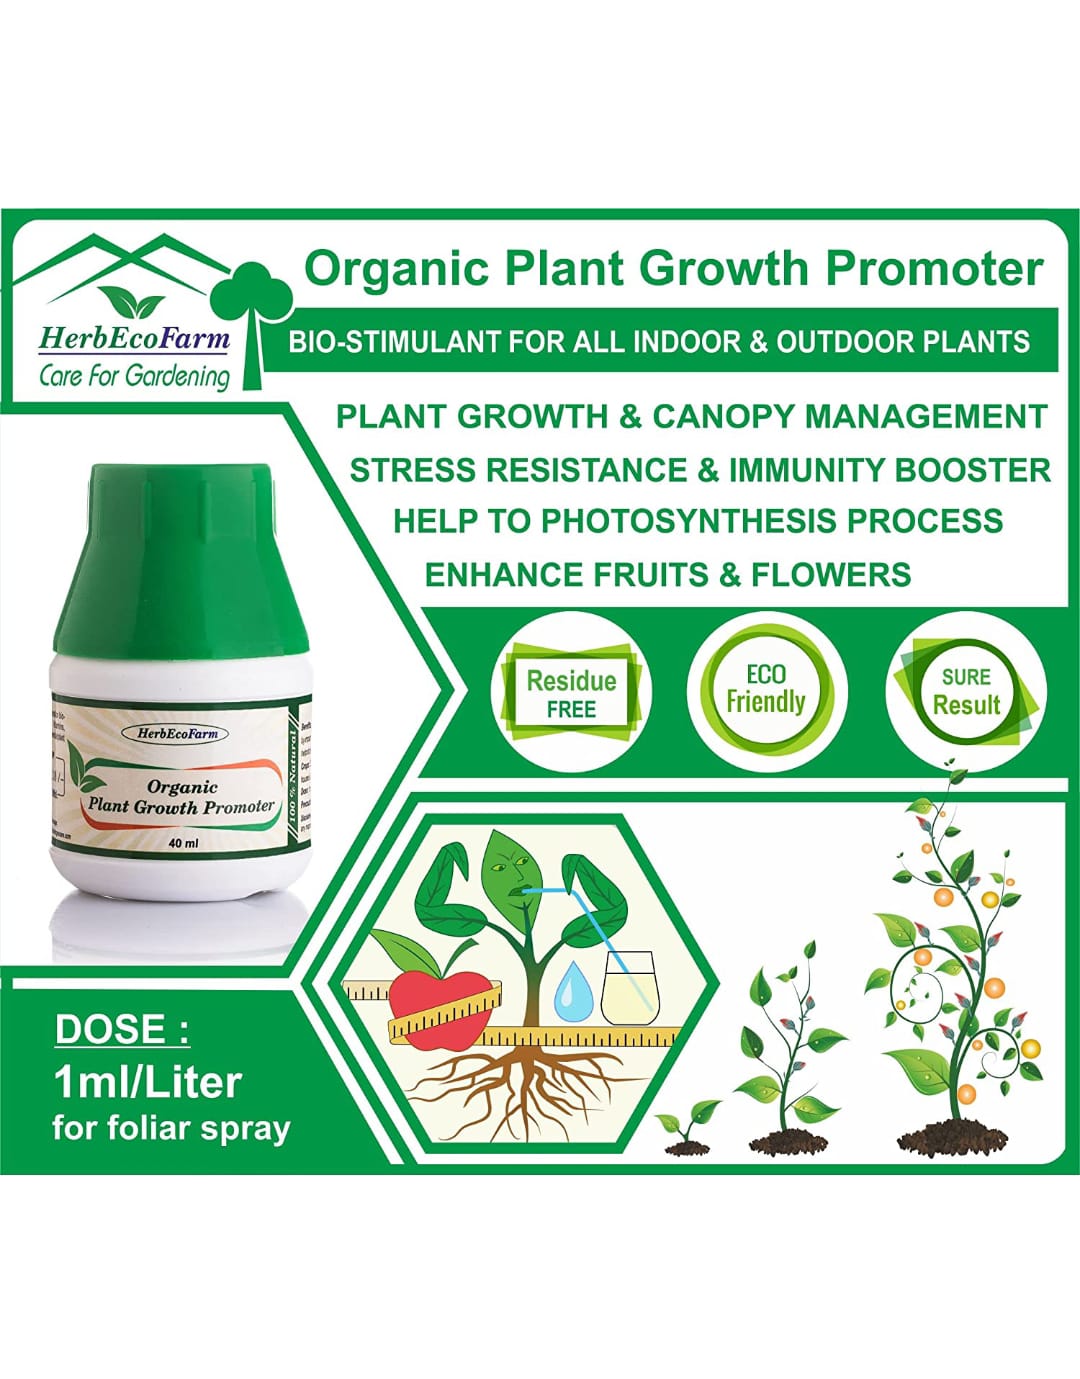 Organic Plant Growth Promoter
HerbEcoFarm
Care For Gardening
BIO-STIMULANT FOR ALL INDOOR & OUTDOOR PLANTS
PLANT GROWTH & CANOPY MANAGEMENT
STRESS RESISTANCE & IMMUNITY BOOSTER
HELP TO PHOTOSYNTHESIS PROCESS
ENHANCE FRUITS & FLOWERS
Residue
FREE
ECO
Friendly
SURE
Result
HerbEcoFarm
Organic
Plant Growth Promoter
40 ml
100 % Natural
DOSE :
1ml/Liter
for foliar spray